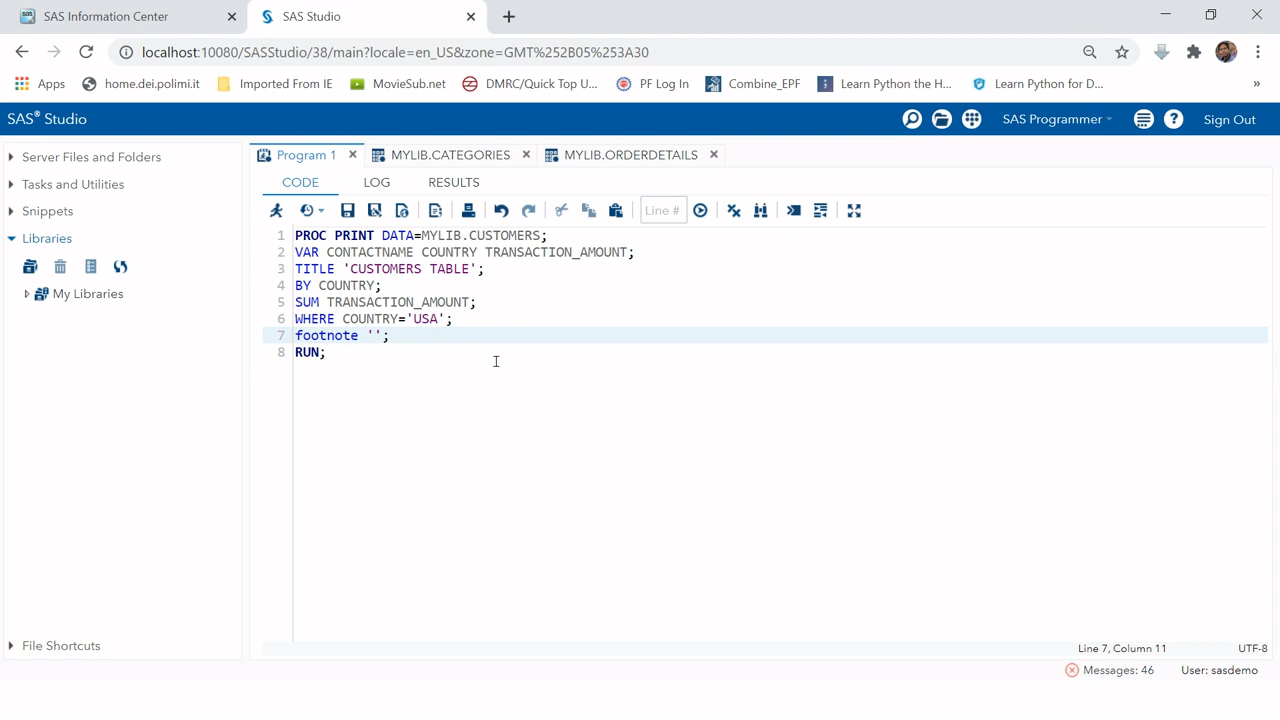 SAS Information Center
SAS Studio
localhost:10080/SASStudio/38/main?locale=en_US&zone=GMT%252B05%253A30
Apps
home.dei.polimi.it
Imported From IE
MovieSub.net
DMRC/Quick Top U...
PF Log In
Combine_EPF
Learn Python the H...
Learn Python for D...
»
SAS® Studio
SAS Programmer
Sign Out
Server Files and Folders
Tasks and Utilities
Snippets
Libraries
My Libraries
File Shortcuts
Program 1
MYLIB.CATEGORIES
MYLIB.ORDERDETAILS
CODE
LOG
RESULTS
Line #
1 PROC PRINT DATA=MYLIB.CUSTOMERS;
2 VAR CONTACTNAME COUNTRY TRANSACTION_AMOUNT;
3 TITLE 'CUSTOMERS TABLE';
4 BY COUNTRY;
5 SUM TRANSACTION_AMOUNT;
6 WHERE COUNTRY='USA';
7 footnote '';
8 RUN;
Line 7, Column 11
UTF-8
Messages: 46
User: sasdemo